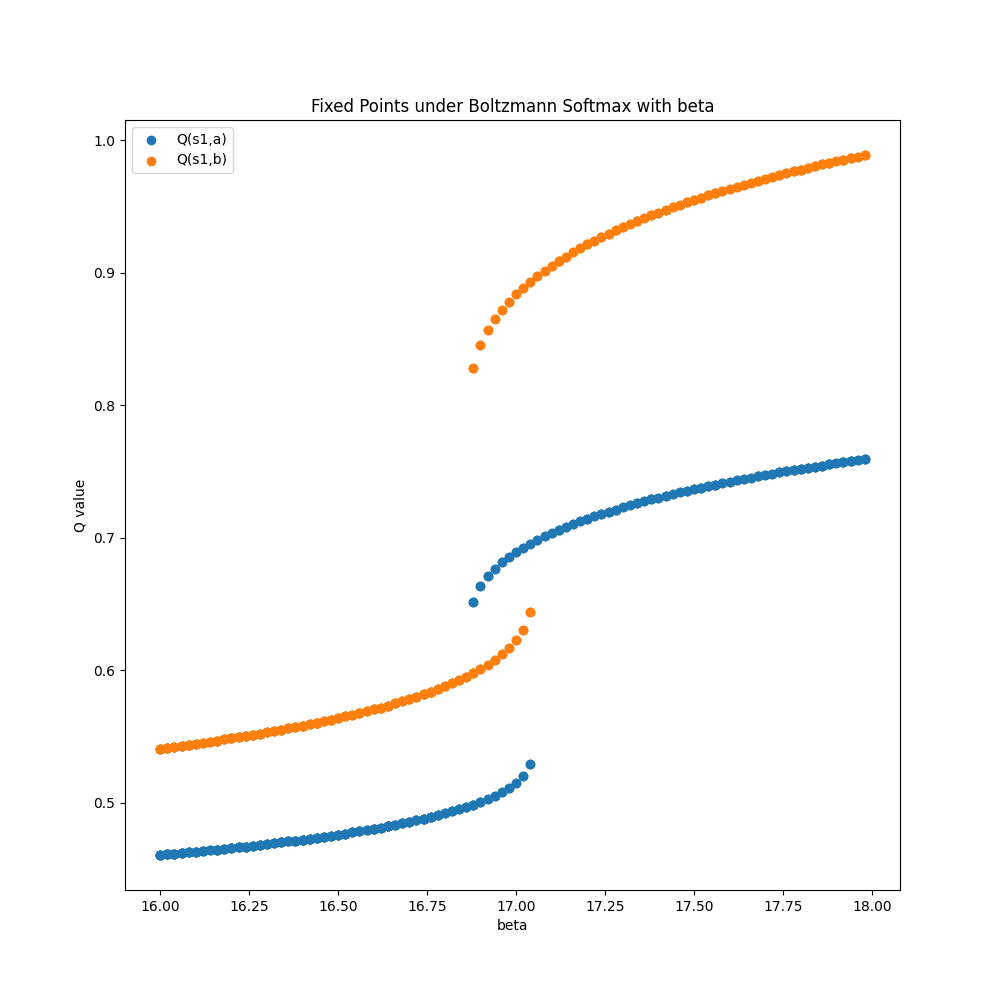 Fixed Points under Boltzmann Softmax with beta
Q(s1,a)
Q(s1,b)
1.0
0.9
0.8
0.7
0.6
0.5
Q value
16.00 16.25 16.50 16.75 17.00 17.25 17.50 17.75 18.00
beta